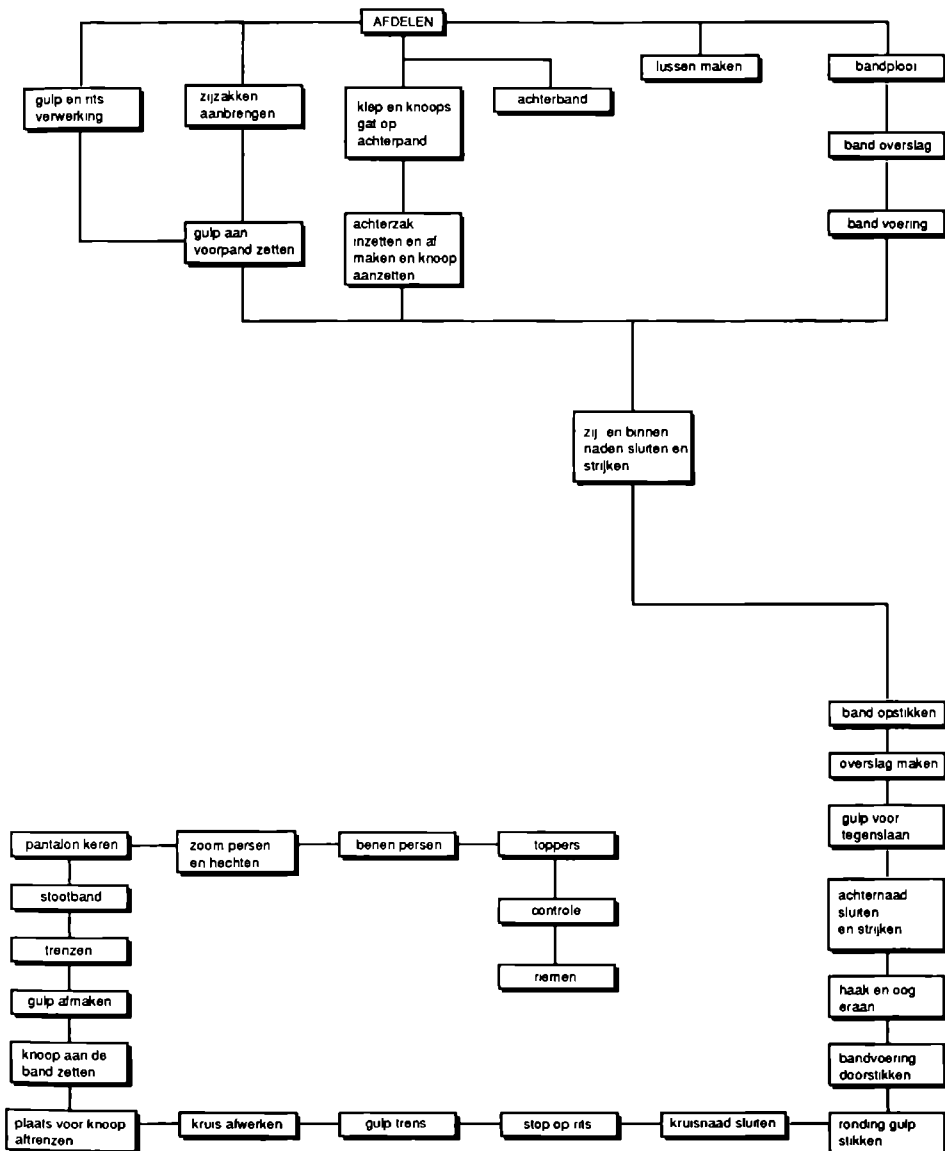 AFDELEN
gulp en rits
verwerking
zijzakken
aanbrengen
klep en knoops
gat op
achterpand
achterband
lussen maken
bandplooi
band overslag
band voering
gulp aan
voorpand zetten
achterzak
inzetten en af
maken en knoop
aanzetten
zij en binnen
naden sluiten en
strijken
band opstikken
overslag maken
gulp voor
tegenslaan
achternaad
sluiten
en strijken
haak en oog
eraan
bandvoering
doorstikken
ronding gulp
stikken
kruisnaad sluiten
stop op rits
gulp trens
kruis afwerken
plaats voor knoop
aftrenzen
knoop aan de
band zetten
gulp afmaken
trenzen
stootband
pantalon keren
zoom persen
en hechten
benen persen
toppers
controle
riemen